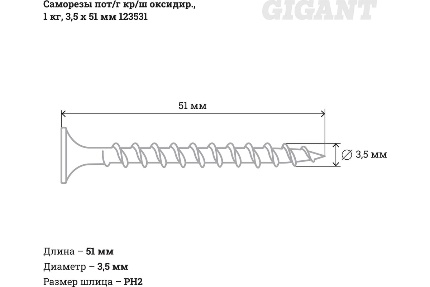 Саморезы пот/г кр/ш оксидир.,
1 кг, 3,5 х 51 мм 123531
GIGANT
51 мм
⌀ 3,5 мм
Длина – 51 мм
Диаметр – 3,5 мм
Размер шлица – PH2